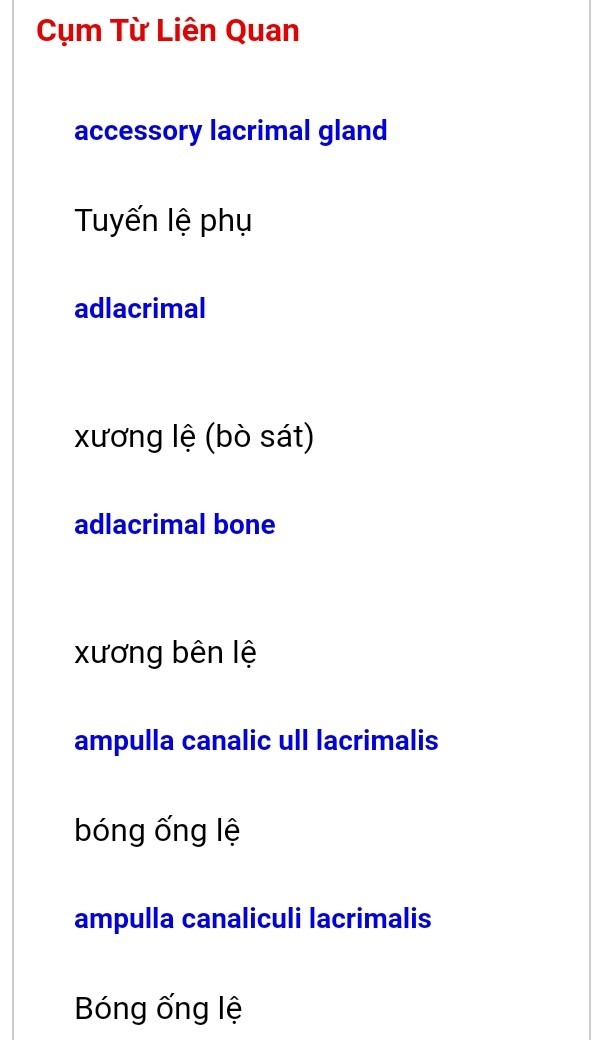 Cụm Từ Liên Quan
accessory lacrimal gland
Tuyến lệ phụ
adlacrimal
xương lệ (bò sát)
adlacrimal bone
xương bên lệ
ampulla canalic ull lacrimalis
bóng ống lệ
ampulla canaliculi lacrimalis
Bóng ống lệ